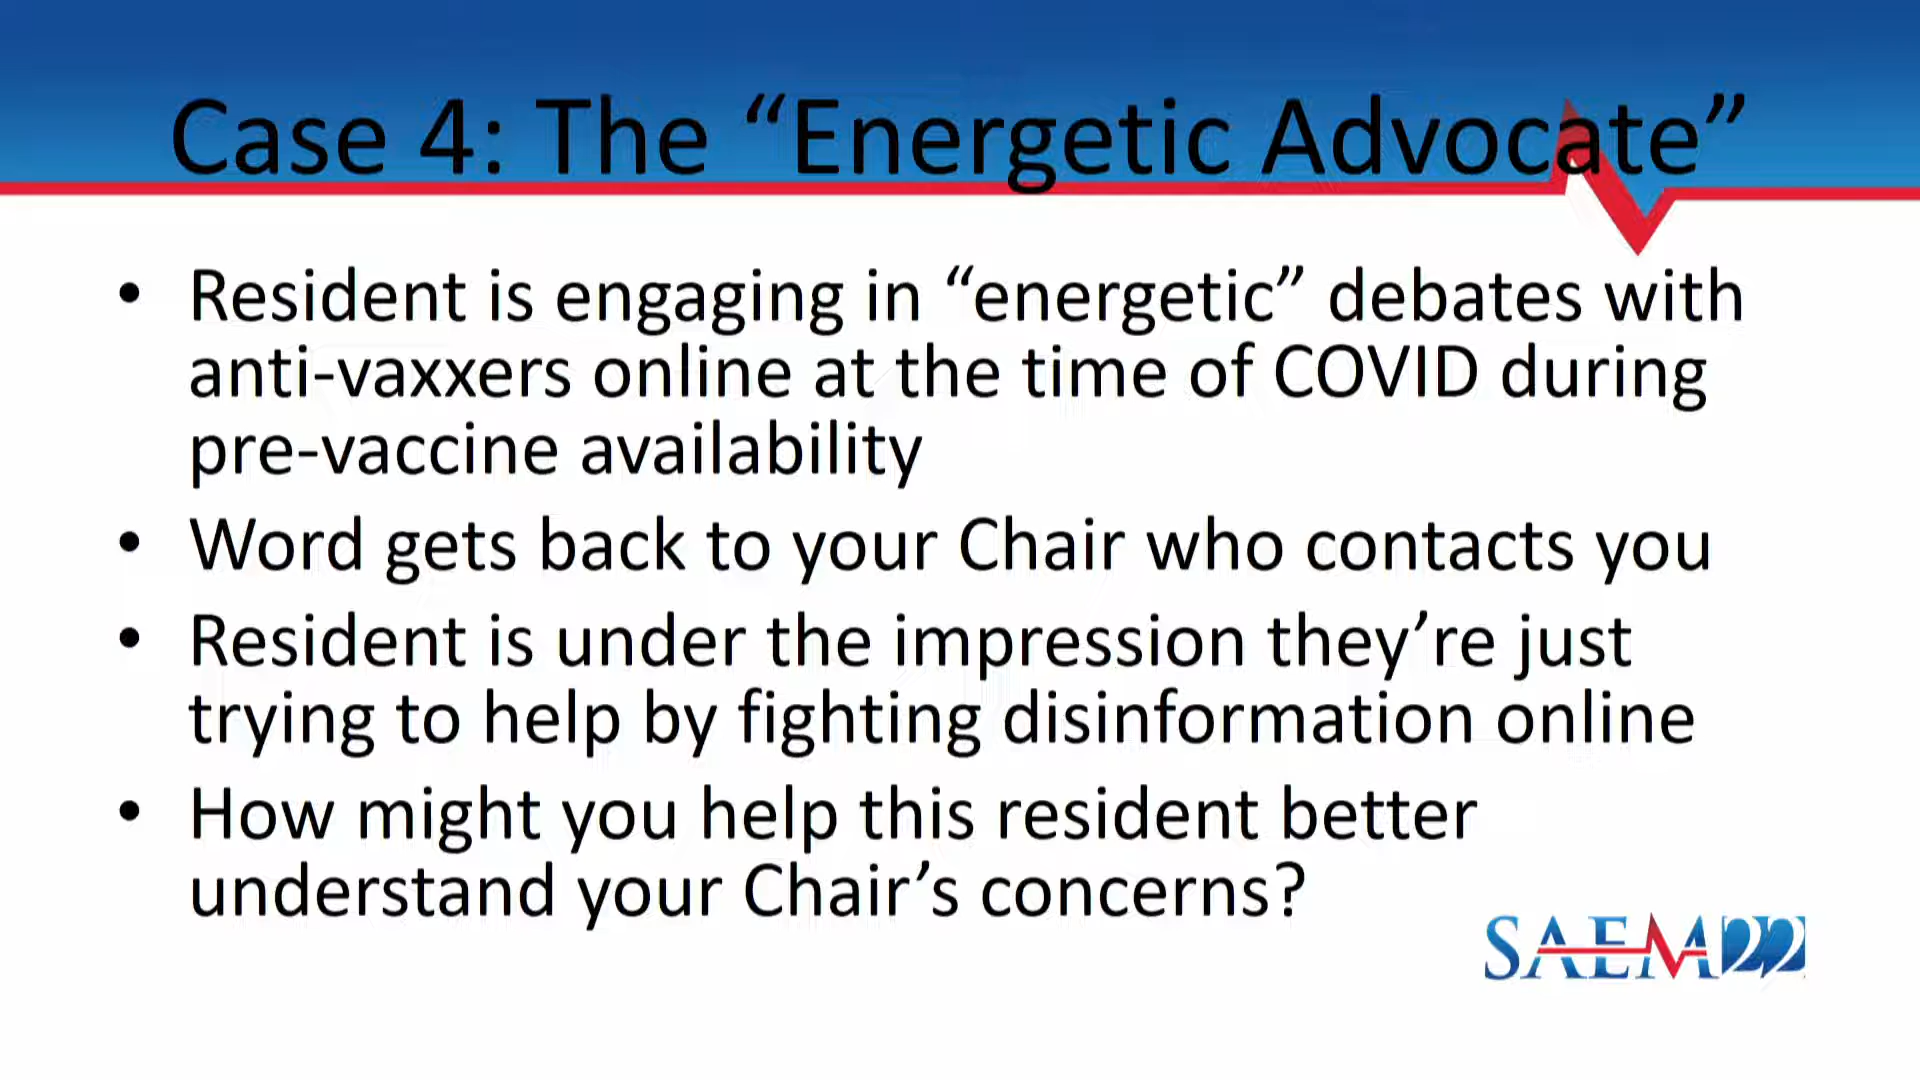 Case 4: The “Energetic Advocate”
• Resident is engaging in “energetic” debates with
anti-vaxxers online at the time of COVID during
pre-vaccine availability
• Word gets back to your Chair who contacts you
• Resident is under the impression they’re just
trying to help by fighting disinformation online
• How might you help this resident better
understand your Chair’s concerns?
SAEM22